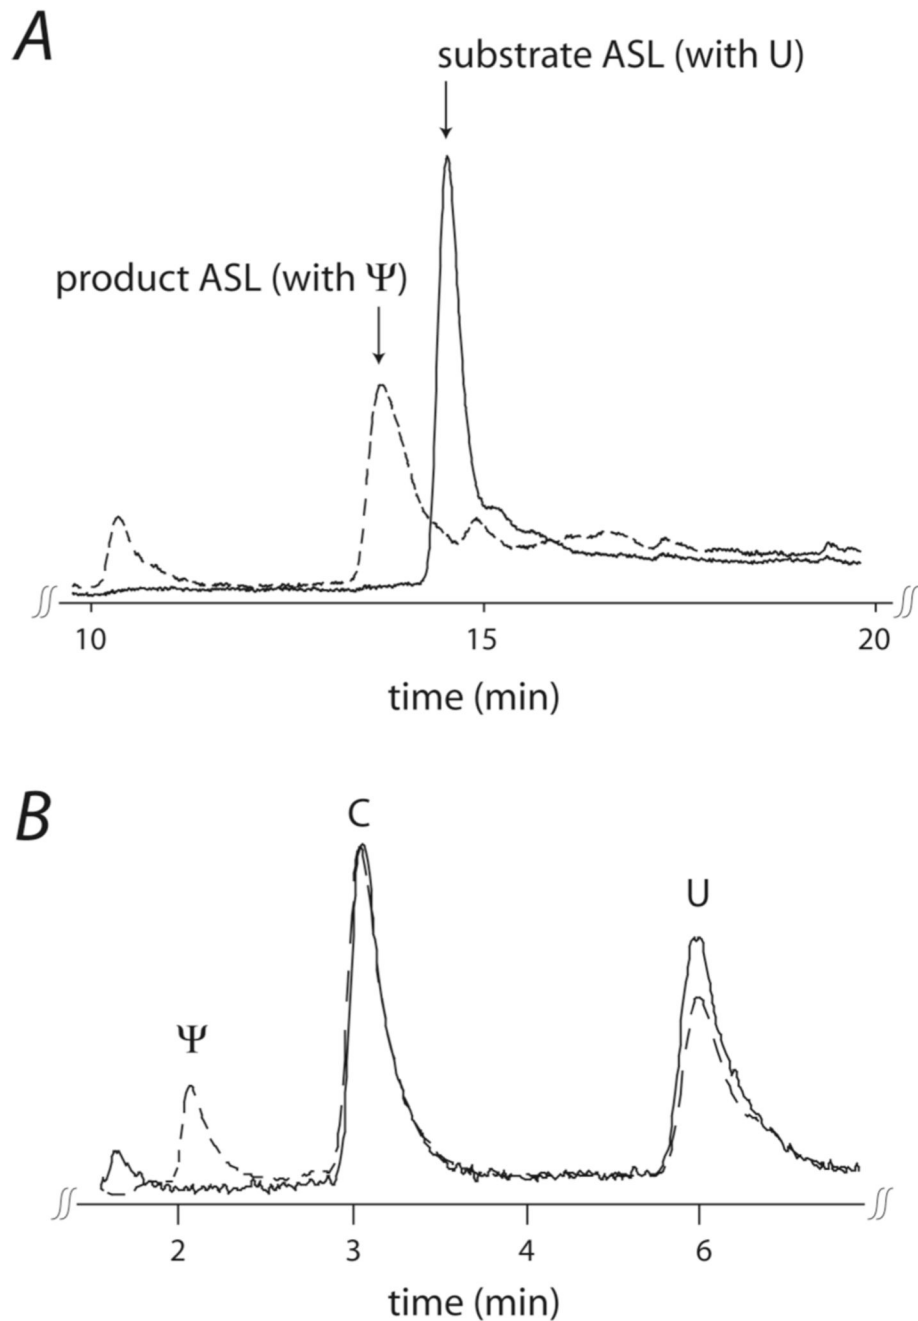 A
substrate ASL (with U)
product ASL (with Ψ)
10
15
20
time (min)
B
C
U
Ψ
2
3
4
6
time (min)